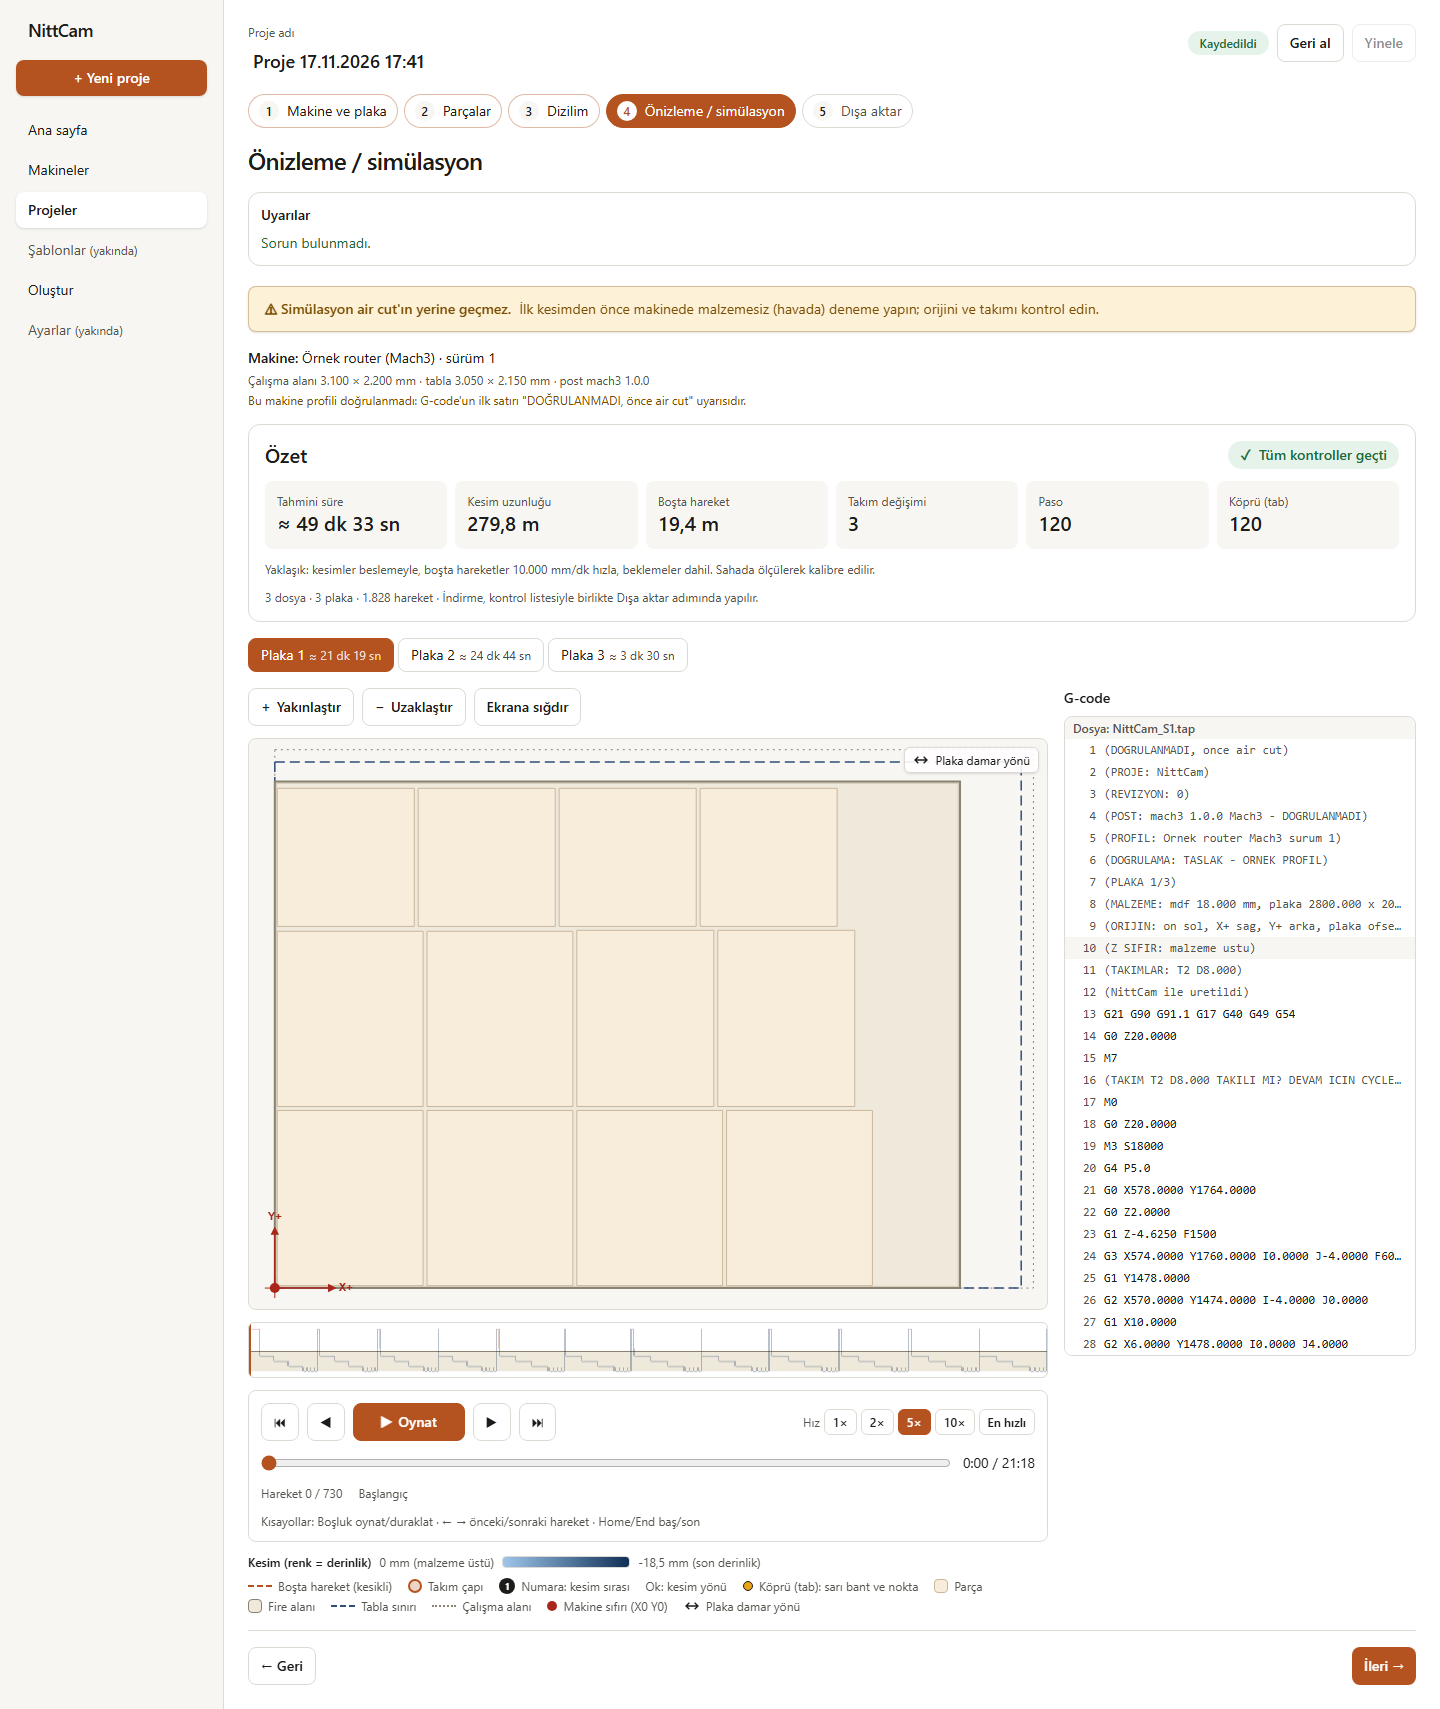 NittCam
+ Yeni proje
Ana sayfa
Makineler
Projeler
Şablonlar (yakında)
Oluştur
Ayarlar (yakında)
Proje adı
Proje 17.11.2026 17:41
Kaydedildi
Geri al
Yinele
1 Makine ve plaka
2 Parçalar
3 Dizilim
4 Önizleme / simülasyon
5 Dışa aktar
Önizleme / simülasyon
Uyarılar
Sorun bulunmadı.
⚠ Simülasyon air cut'ın yerine geçmez. İlk kesimden önce makinede malzemesiz (havada) deneme yapın; orijini ve takımı kontrol edin.
Makine: Örnek router (Mach3) · sürüm 1
Çalışma alanı 3.100 × 2.200 mm · tabla 3.050 × 2.150 mm · post mach3 1.0.0
Bu makine profili doğrulanmadı: G-code'un ilk satırı "DOĞRULANMADI, önce air cut" uyarısıdır.
Özet
✓ Tüm kontroller geçti
Tahmini süre
≈ 49 dk 33 sn
Kesim uzunluğu
279,8 m
Boşta hareket
19,4 m
Takım değişimi
3
Paso
120
Köprü (tab)
120
Yaklaşık: kesimler beslemeyle, boşta hareketler 10.000 mm/dk hızla, beklemeler dahil. Sahada ölçülerek kalibre edilir.
3 dosya · 3 plaka · 1.828 hareket · İndirme, kontrol listesiyle birlikte Dışa aktar adımında yapılır.
Plaka 1 ≈ 21 dk 19 sn
Plaka 2 ≈ 24 dk 44 sn
Plaka 3 ≈ 3 dk 30 sn
+ Yakınlaştır
− Uzaklaştır
Ekrana sığdır
↔ Plaka damar yönü
Y+
X+
G-code
Dosya: NittCam_S1.tap
1 (DOGRULANMADI, once air cut)
2 (PROJE: NittCam)
3 (REVIZYON: 0)
4 (POST: mach3 1.0.0 Mach3 - DOGRULANMADI)
5 (PROFIL: Ornek router Mach3 surum 1)
6 (DOGRULAMA: TASLAK - ORNEK PROFIL)
7 (PLAKA 1/3)
8 (MALZEME: mdf 18.000 mm, plaka 2800.000 x 20…
9 (ORIJIN: on sol, X+ sag, Y+ arka, plaka ofse…
10 (Z SIFIR: malzeme ustu)
11 (TAKIMLAR: T2 D8.000)
12 (NittCam ile uretildi)
13 G21 G90 G91.1 G17 G40 G49 G54
14 G0 Z20.0000
15 M7
16 (TAKIM T2 D8.000 TAKILI MI? DEVAM ICIN CYCLE…
17 M0
18 G0 Z20.0000
19 M3 S18000
20 G4 P5.0
21 G0 X578.0000 Y1764.0000
22 G0 Z2.0000
23 G1 Z-4.6250 F1500
24 G3 X574.0000 Y1760.0000 I0.0000 J-4.0000 F60…
25 G1 Y1478.0000
26 G2 X570.0000 Y1474.0000 I-4.0000 J0.0000
27 G1 X10.0000
28 G2 X6.0000 Y1478.0000 I0.0000 J4.0000
▶ Oynat
Hız 1× 2× 5× 10× En hızlı
0:00 / 21:18
Hareket 0 / 730 Başlangıç
Kısayollar: Boşluk oynat/duraklat · ← → önceki/sonraki hareket · Home/End baş/son
Kesim (renk = derinlik) 0 mm (malzeme üstü) -18,5 mm (son derinlik)
Boşta hareket (kesikli) Takım çapı 1 Numara: kesim sırası Ok: kesim yönü Köprü (tab): sarı bant ve nokta Parça
Fire alanı Tabla sınırı Çalışma alanı Makine sıfırı (X0 Y0) ↔ Plaka damar yönü
← Geri
İleri →